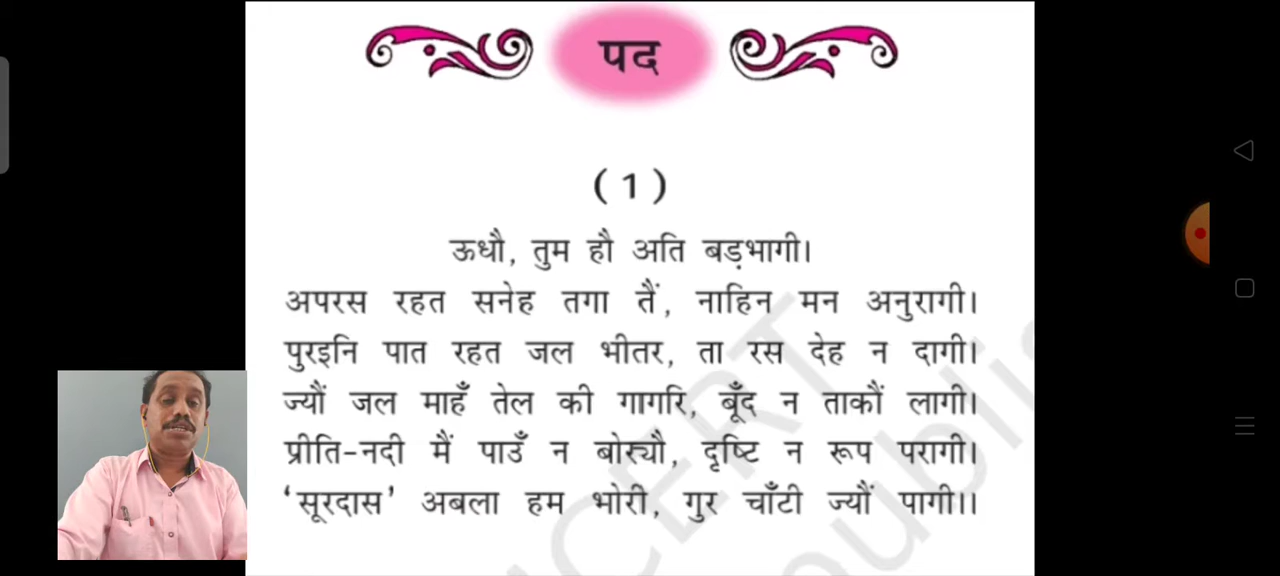 पद
(1)
ऊधौ, तुम हौ अति बड़भागी।
अपरस रहत सनेह तगा तैं, नाहिन मन अनुरागी।
पुरइनि पात रहत जल भीतर, ता रस देह न दागी।
ज्यौं जल माहँ तेल की गागरि, बूँद न ताकौं लागी।
प्रीति-नदी मैं पाउँ न बोरयौ, दृष्टि न रूप परागी।
‘सूरदास’ अबला हम भोरी, गुर चाँटी ज्यौं पागी।।